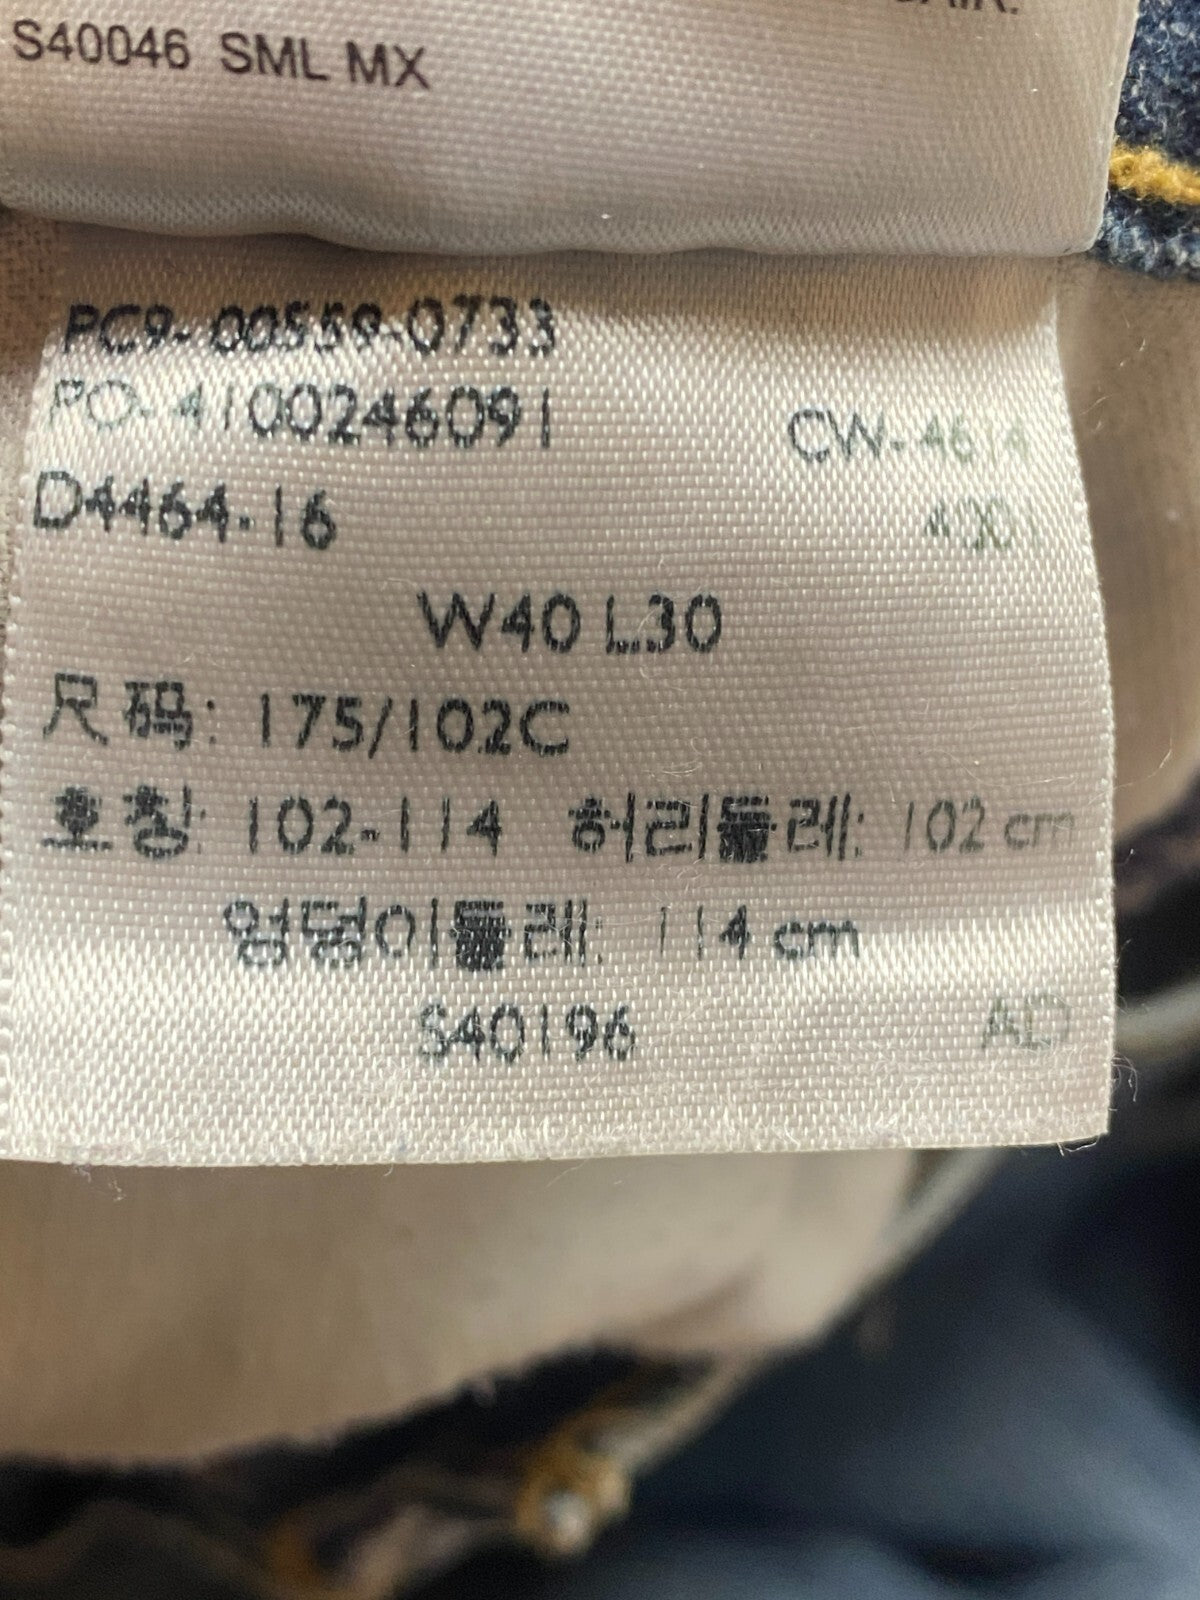 S40046 SML MX
PC9-00559-0733
PO-4100246091
CW-4614
D4464-16
W40 L30
尺码: 175/102C
호칭: 102-114 허리둘레: 102 cm
엉덩이둘레: 114 cm
S40196
AD